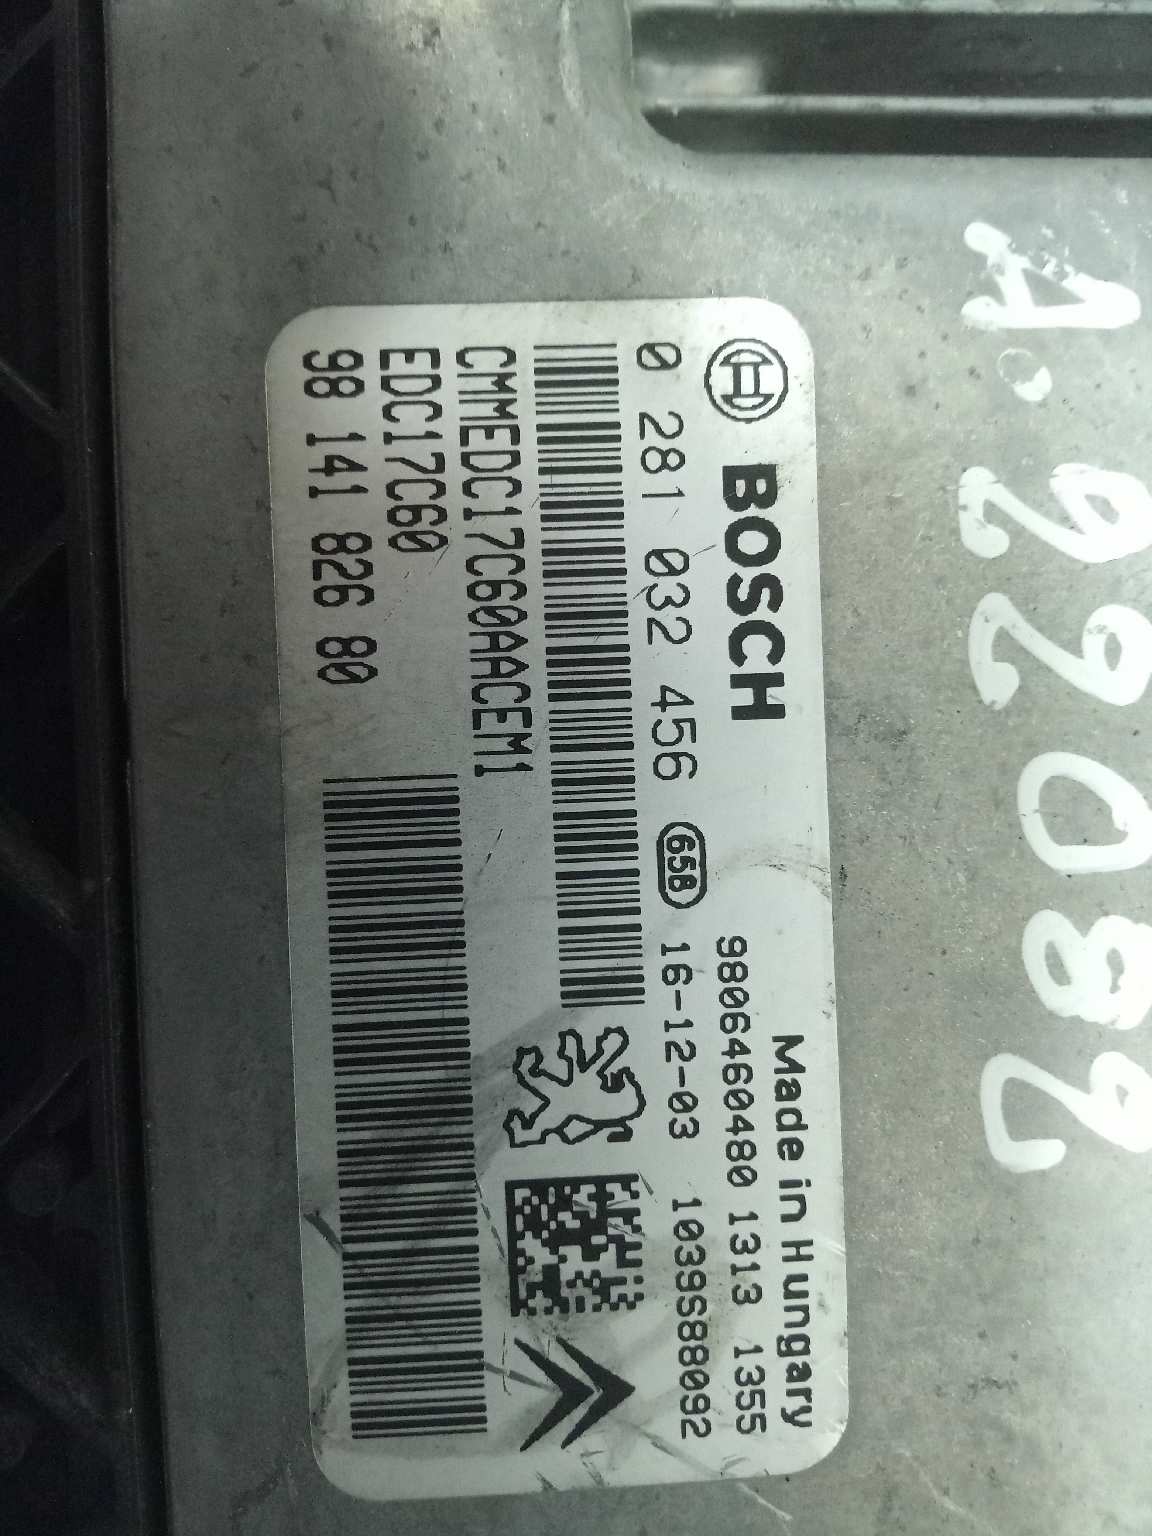 BOSCH
Made in Hungary
9806460480 1313 1355
0 281 032 456 658 16-12-03 1039S88092
CMMEDC17C60AACEM1
EDC17C60
98 141 826 80